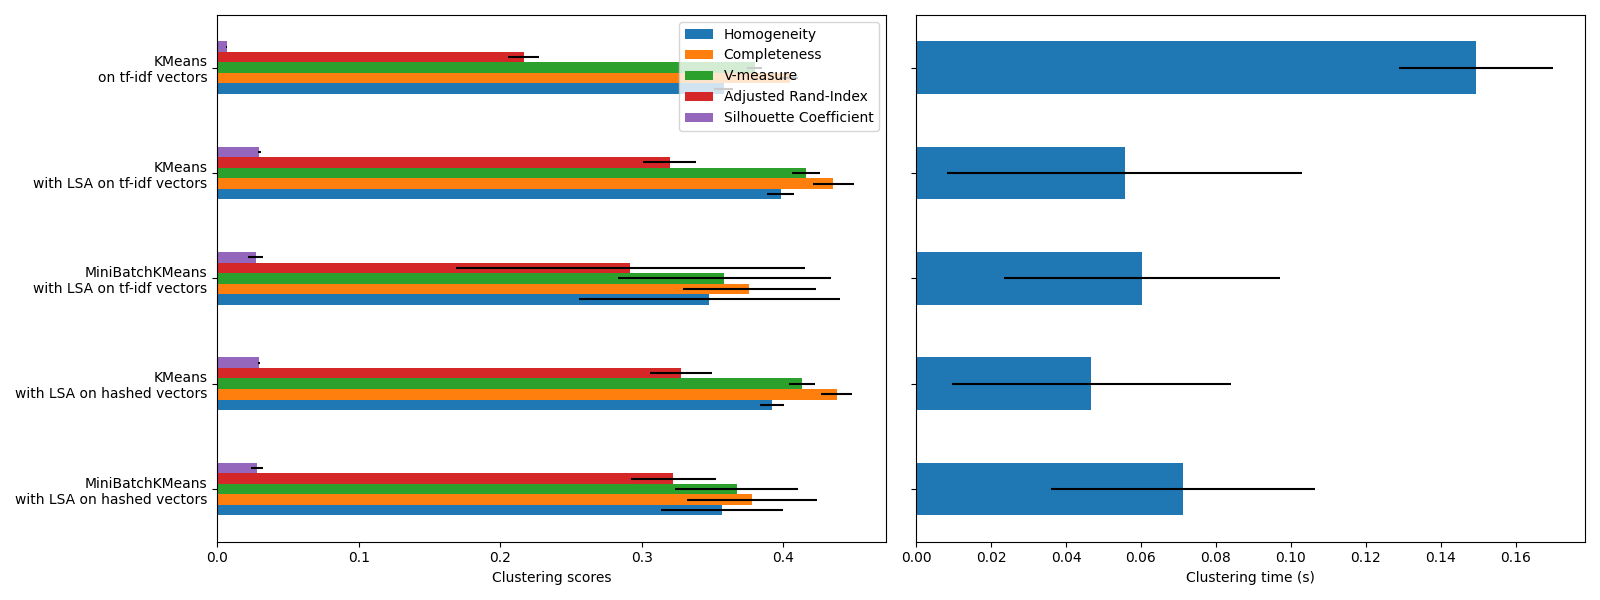 KMeans
on tf-idf vectors
KMeans
with LSA on tf-idf vectors
MiniBatchKMeans
with LSA on tf-idf vectors
KMeans
with LSA on hashed vectors
MiniBatchKMeans
with LSA on hashed vectors
Homogeneity
Completeness
V-measure
Adjusted Rand-Index
Silhouette Coefficient
0.0 0.1 0.2 0.3 0.4
Clustering scores
0.00 0.02 0.04 0.06 0.08 0.10 0.12 0.14 0.16
Clustering time (s)